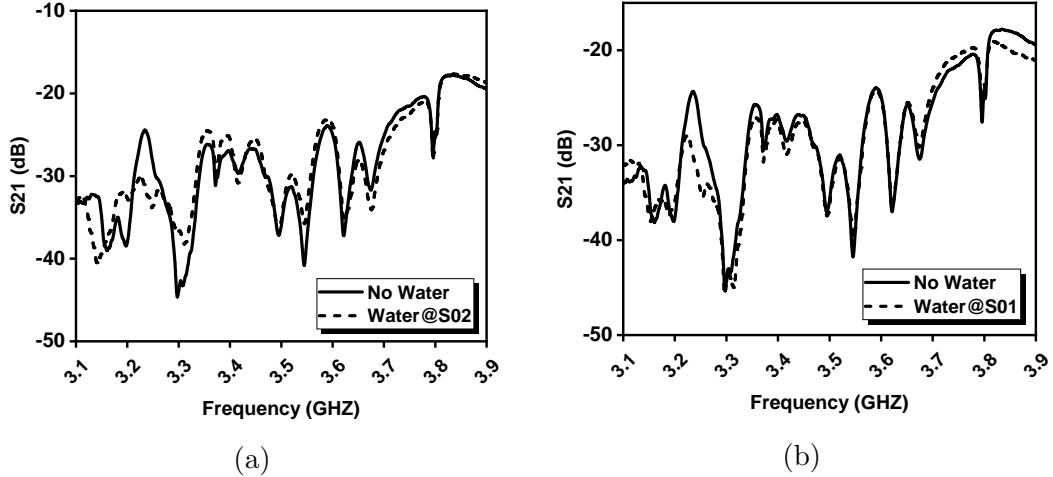 -10
-20
-30
-40
-50
S21 (dB)
No Water
Water@S02
3.1 3.2 3.3 3.4 3.5 3.6 3.7 3.8 3.9
Frequency (GHZ)
(a)
-20
-30
-40
-50
S21 (dB)
No Water
Water@S01
3.1 3.2 3.3 3.4 3.5 3.6 3.7 3.8 3.9
Frequency (GHZ)
(b)